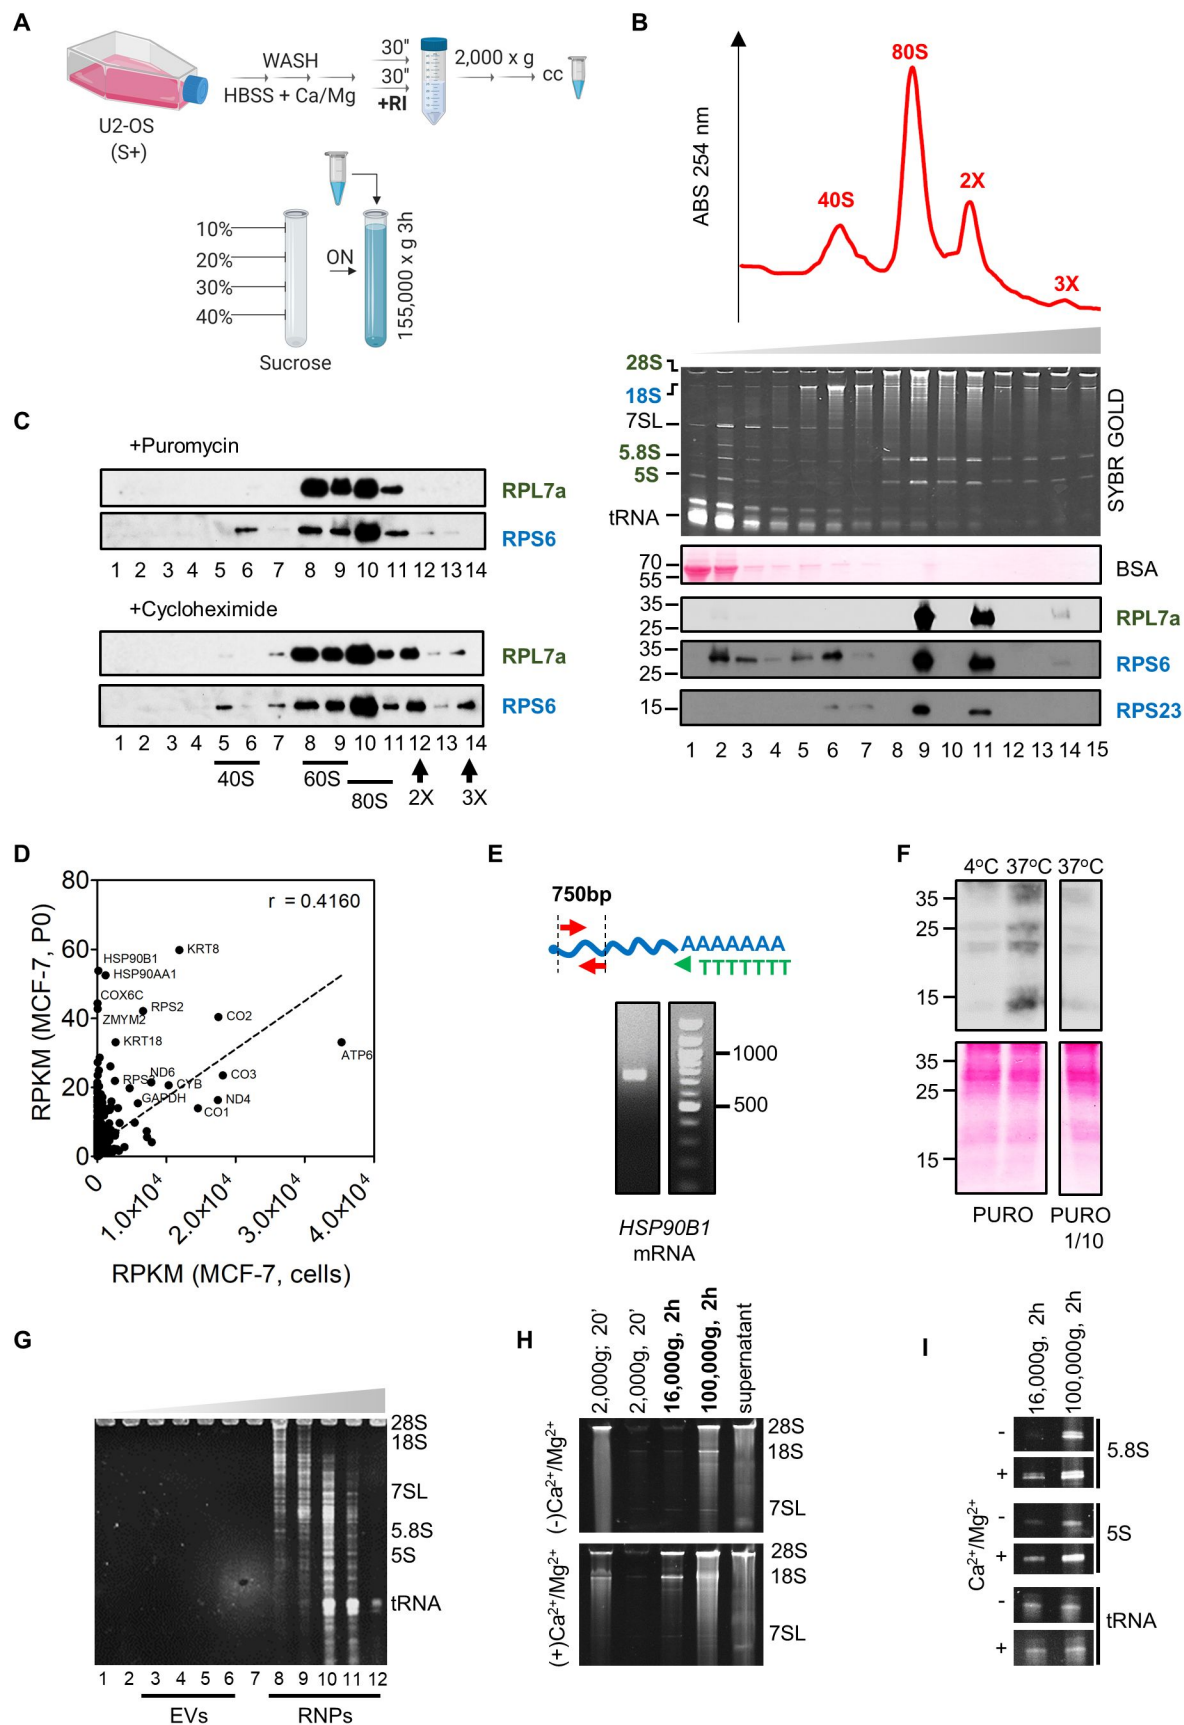 A
WASH
HBSS + Ca/Mg
30"
30"
+RI
2,000 x g
cc
U2-OS
(S+)
10%
20%
30%
40%
ON
155,000 x g 3h
Sucrose
B
ABS 254 nm
40S
80S
2X
3X
28S
18S
7SL
5.8S
5S
tRNA
SYBR GOLD
70
55
BSA
35
25
RPL7a
35
25
RPS6
15
RPS23
1 2 3 4 5 6 7 8 9 10 11 12 13 14 15
C
+Puromycin
RPL7a
RPS6
1 2 3 4 5 6 7 8 9 10 11 12 13 14
+Cycloheximide
RPL7a
RPS6
1 2 3 4 5 6 7 8 9 10 11 12 13 14
40S
60S
80S
2X
3X
D
80
60
40
20
0
RPKM (MCF-7, P0)
r = 0.4160
KRT8
HSP90B1
HSP90AA1
COX6C
RPS2
ZMYM2
CO2
KRT18
ATP6
ND6
CO3
CYB
GAPDH
ND4
CO1
0
1.0×10⁴
2.0×10⁴
3.0×10⁴
4.0×10⁴
RPKM (MCF-7, cells)
E
750bp
AAAAAAA
TTTTTTT
1000
500
HSP90B1
mRNA
F
4°C 37°C 37°C
35
25
15
35
25
15
PURO
PURO
1/10
G
28S
18S
7SL
5.8S
5S
tRNA
1 2 3 4 5 6 7 8 9 10 11 12
EVs
RNPs
H
2,000g; 20'
2,000g, 20'
16,000g, 2h
100,000g, 2h
supernatant
(-)Ca²⁺/Mg²⁺
28S
18S
7SL
(+)Ca²⁺/Mg²⁺
28S
18S
7SL
I
16,000g, 2h
100,000g, 2h
Ca²⁺/Mg²⁺
-
+
5.8S
-
+
5S
-
+
tRNA